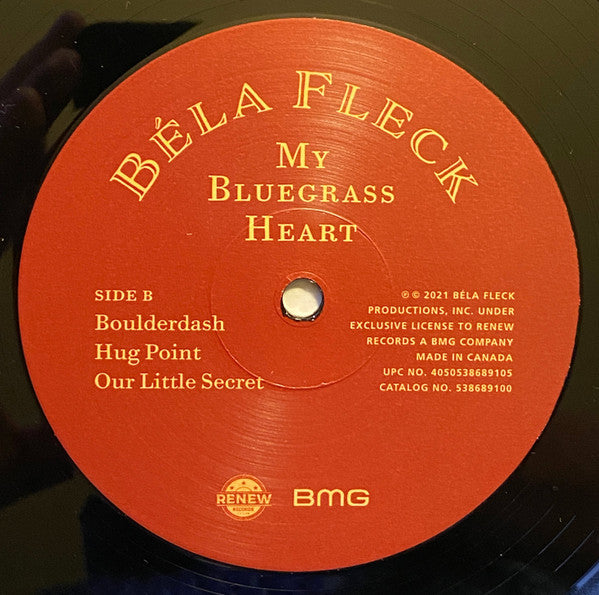 BÉLA FLECK
MY
BLUEGRASS
HEART
SIDE B
Boulderdash
Hug Point
Our Little Secret
℗ © 2021 BÉLA FLECK
PRODUCTIONS, INC. UNDER
EXCLUSIVE LICENSE TO RENEW
RECORDS A BMG COMPANY
MADE IN CANADA
UPC NO. 4050538689105
CATALOG NO. 538689100
RENEW
RECORDS
BMG